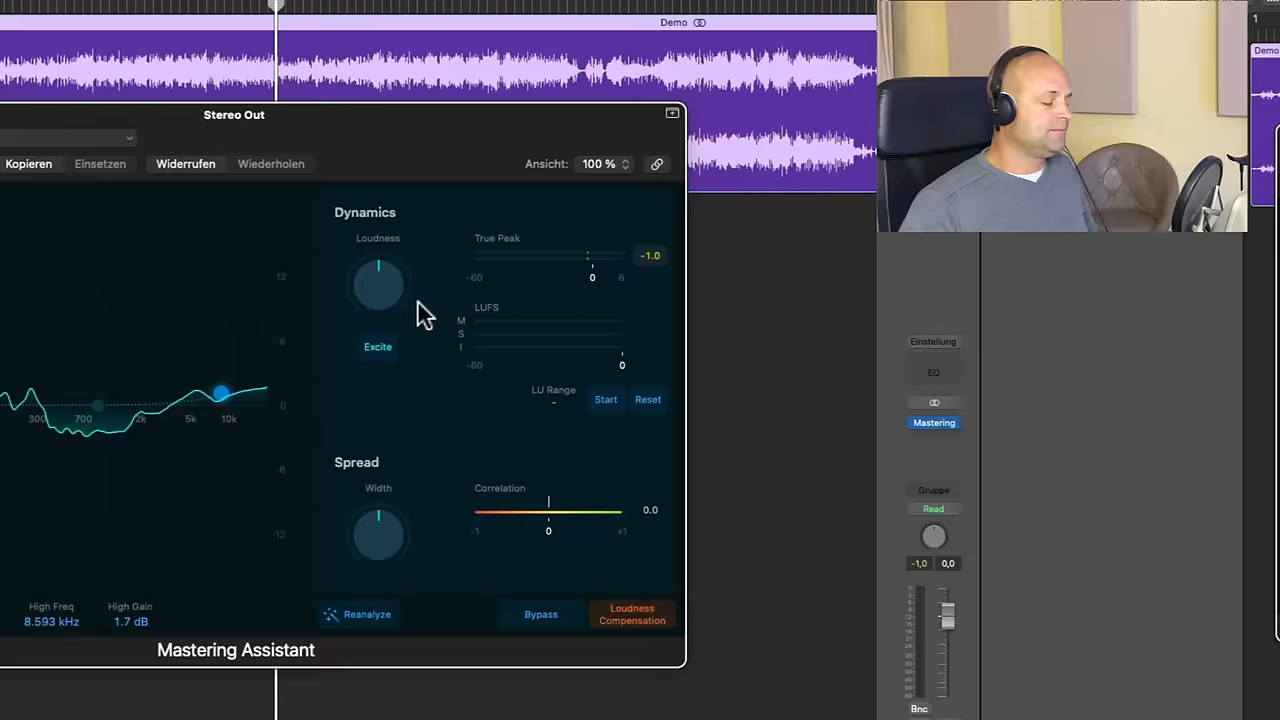 Demo
1
Demo
Stereo Out
Kopieren Einsetzen Widerrufen Wiederholen Ansicht: 100 %
Dynamics
Loudness True Peak
-1.0
-60 0 6
12
LUFS
M
S
I
-60 0
6
Excite
LU Range
- Start Reset
0
300 700 2k 5k 10k
-6
-12
Spread
Width Correlation
0.0
-1 0 +1
High Freq High Gain
8.593 kHz 1.7 dB
Reanalyze Bypass Loudness
Compensation
Mastering Assistant
Einstellung
EQ
Mastering
Gruppe
Read
-1,0 0,0
Bnc